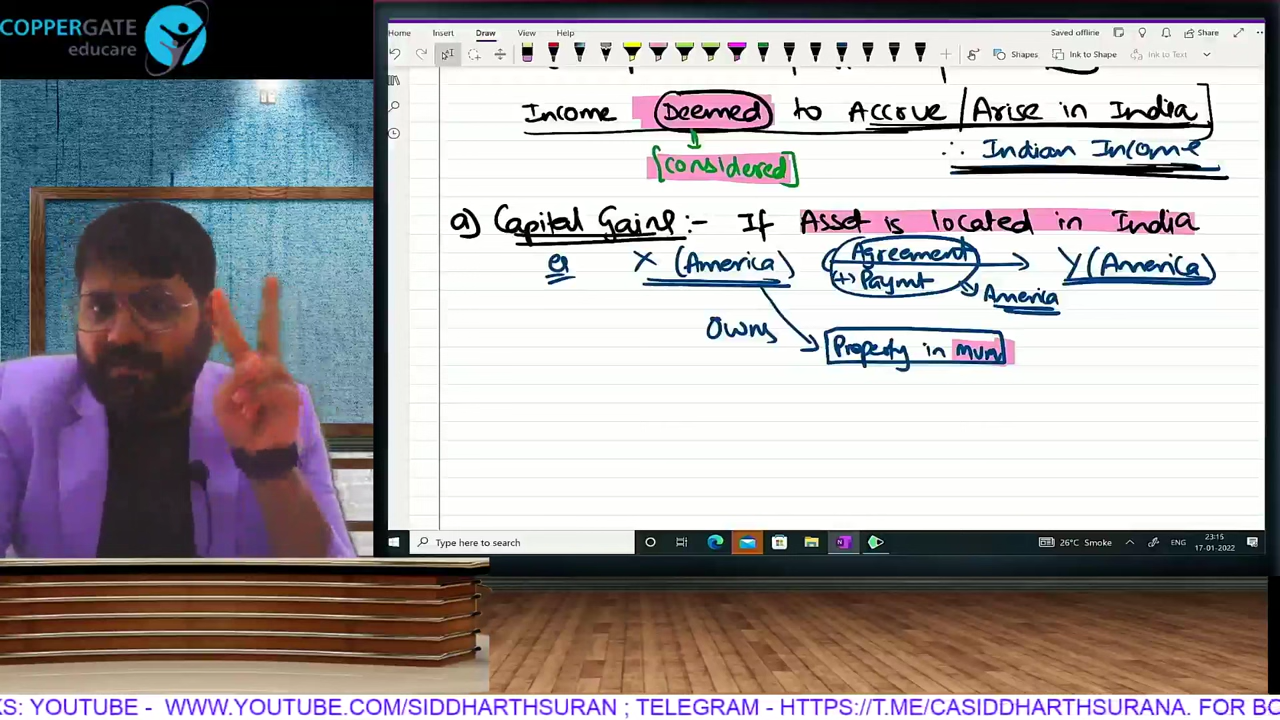 COPPERGATE
educare
Home Insert Draw View Help
Saved offline
Share
Shapes Ink to Shape Ink to Text
Income Deemed to Accrue / Arise in India
∴ Indian Income
[considered]
a) Capital Gains :- If Asset is located in India
eg X (America) Agreement Y (America)
(+) Paymt
America
Owns
Property in mum
Type here to search
26°C Smoke
ENG
23:15
17-01-2022
KS: YOUTUBE - WWW.YOUTUBE.COM/SIDDHARTHSURAN ; TELEGRAM - HTTPS://T.ME/CASIDDHARTHSURANA. FOR BO